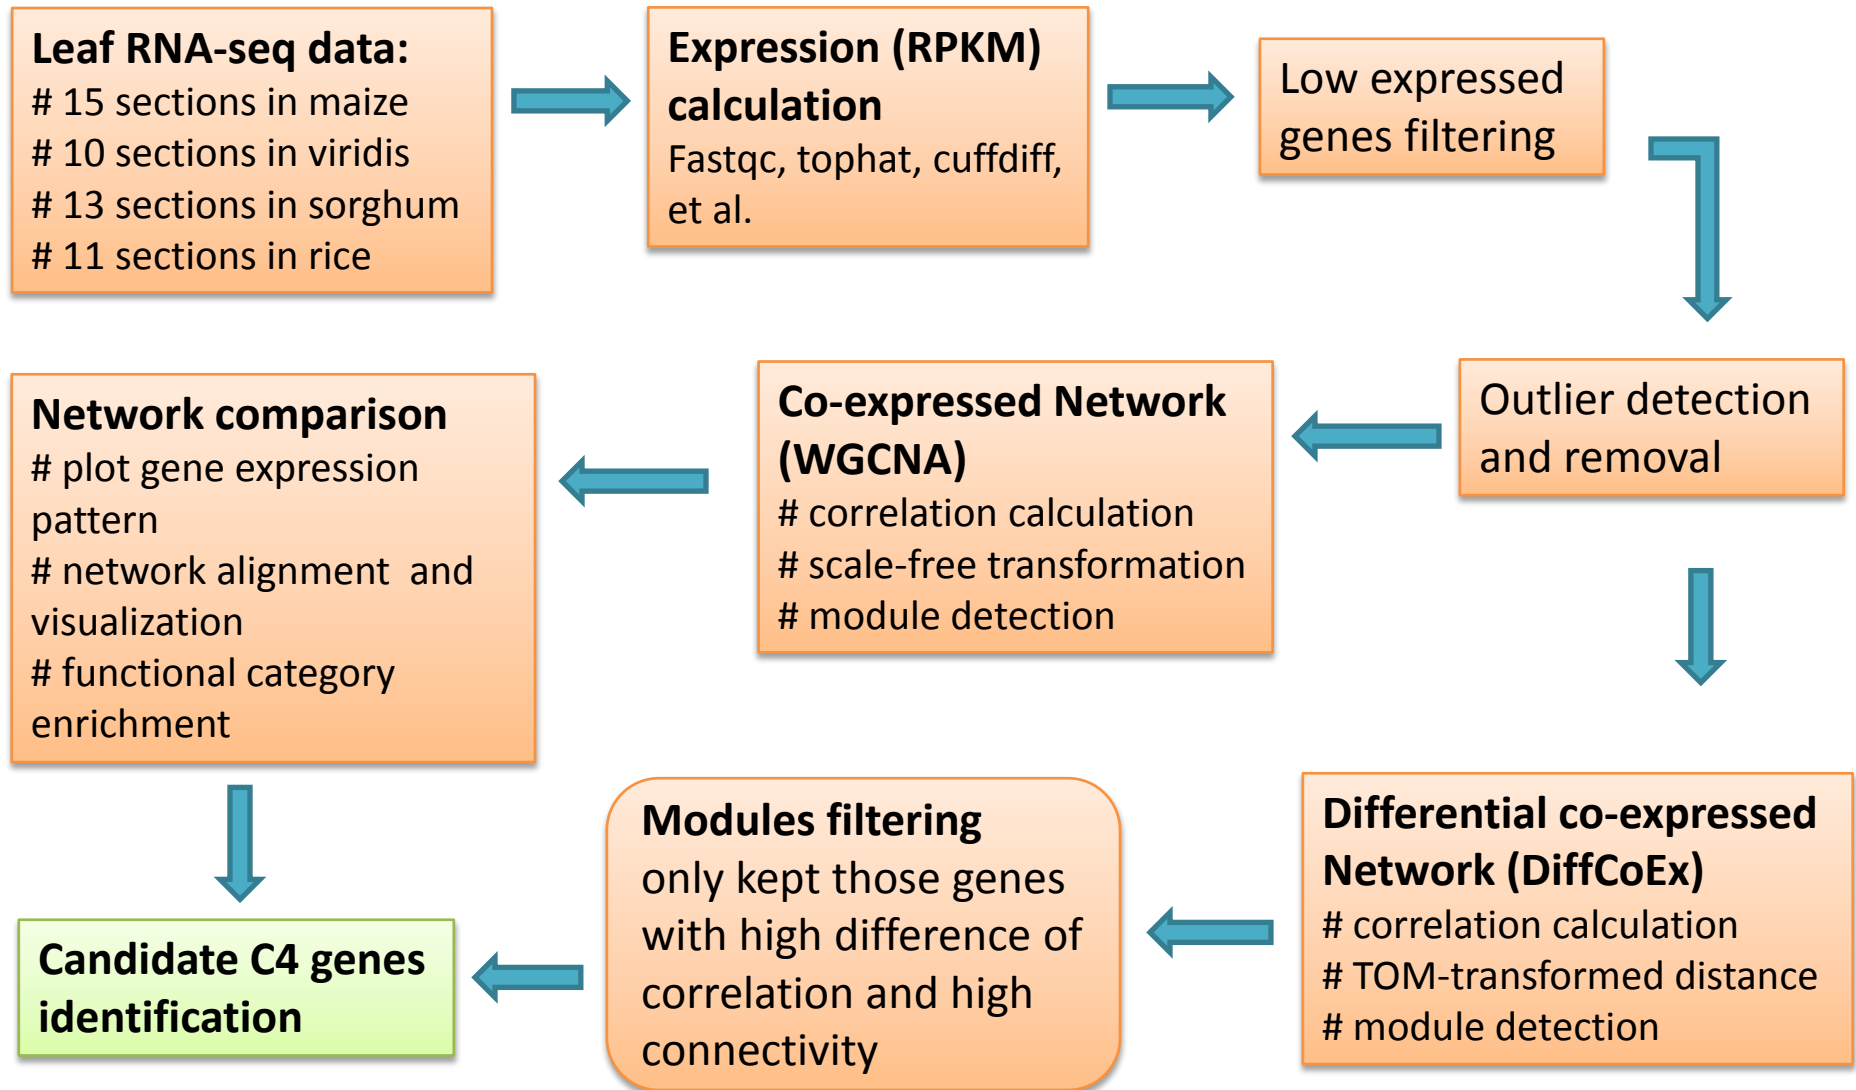 Leaf RNA-seq data:
# 15 sections in maize
# 10 sections in viridis
# 13 sections in sorghum
# 11 sections in rice
Expression (RPKM)
calculation
Fastqc, tophat, cuffdiff,
et al.
Low expressed
genes filtering
Outlier detection
and removal
Co-expressed Network
(WGCNA)
# correlation calculation
# scale-free transformation
# module detection
Network comparison
# plot gene expression
pattern
# network alignment  and
visualization
# functional category
enrichment
Differential co-expressed
Network (DiffCoEx)
# correlation calculation
# TOM-transformed distance
# module detection
Modules filtering
only kept those genes
with high difference of
correlation and high
connectivity
Candidate C4 genes
identification